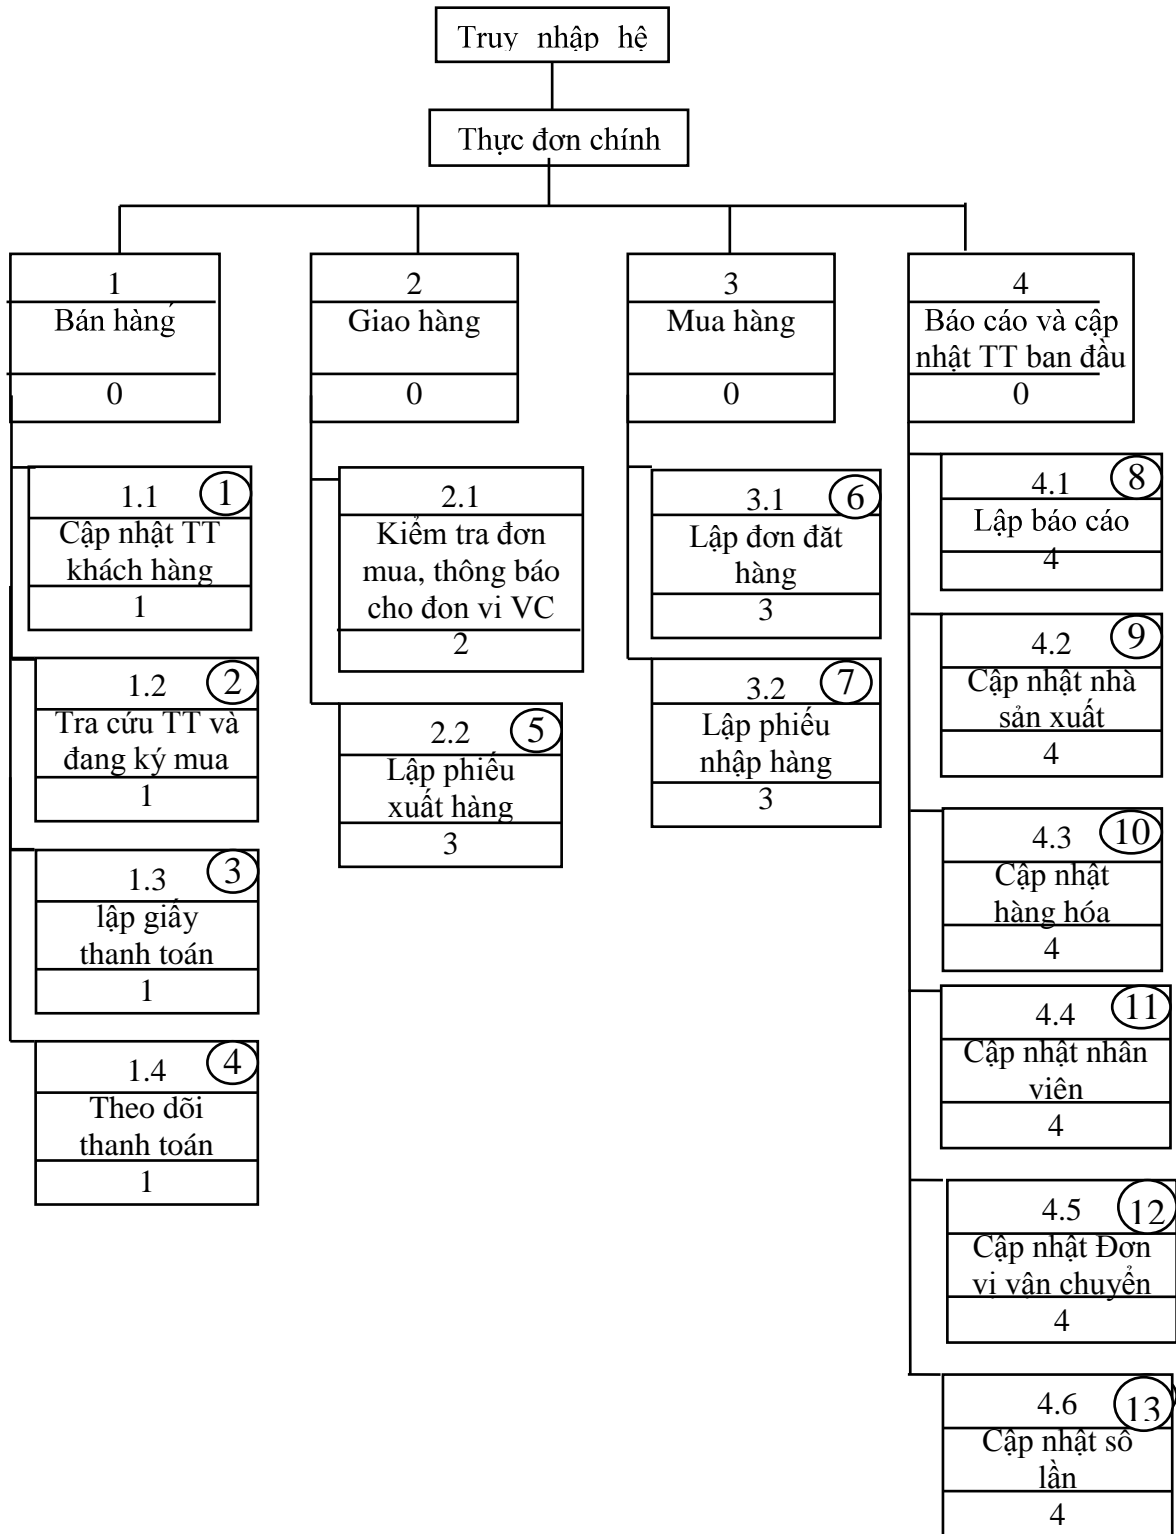 Truy nhập hệ
Thực đơn chính
1
Bán hàng
0
2
Giao hàng
0
3
Mua hàng
0
4
Báo cáo và cập
nhật TT ban đầu
0
1.1
1
Cập nhật TT
khách hàng
1
1.2
2
Tra cứu TT và
đang ký mua
1
1.3
3
lập giấy
thanh toán
1
1.4
4
Theo dõi
thanh toán
1
2.1
Kiểm tra đơn
mua, thông báo
cho đon vi VC
2
2.2
5
Lập phiếu
xuất hàng
3
3.1
6
Lập đơn đăt
hàng
3
3.2
7
Lập phiếu
nhập hàng
3
4.1
8
Lập báo cáo
4
4.2
9
Cập nhật nhà
sản xuất
4
4.3
10
Cập nhật
hàng hóa
4
4.4
11
Cập nhật nhân
viên
4
4.5
12
Cập nhật Đơn
vị vận chuyển
4
4.6
13
Cập nhật số
lần
4